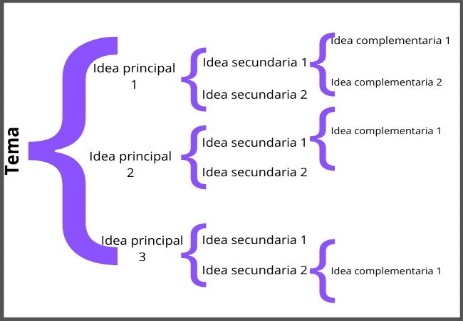 Tema
Idea principal
1
Idea secundaria 1
Idea complementaria 1
Idea complementaria 2
Idea secundaria 2
Idea principal
2
Idea secundaria 1
Idea complementaria 1
Idea secundaria 2
Idea principal
3
Idea secundaria 1
Idea secundaria 2
Idea complementaria 1